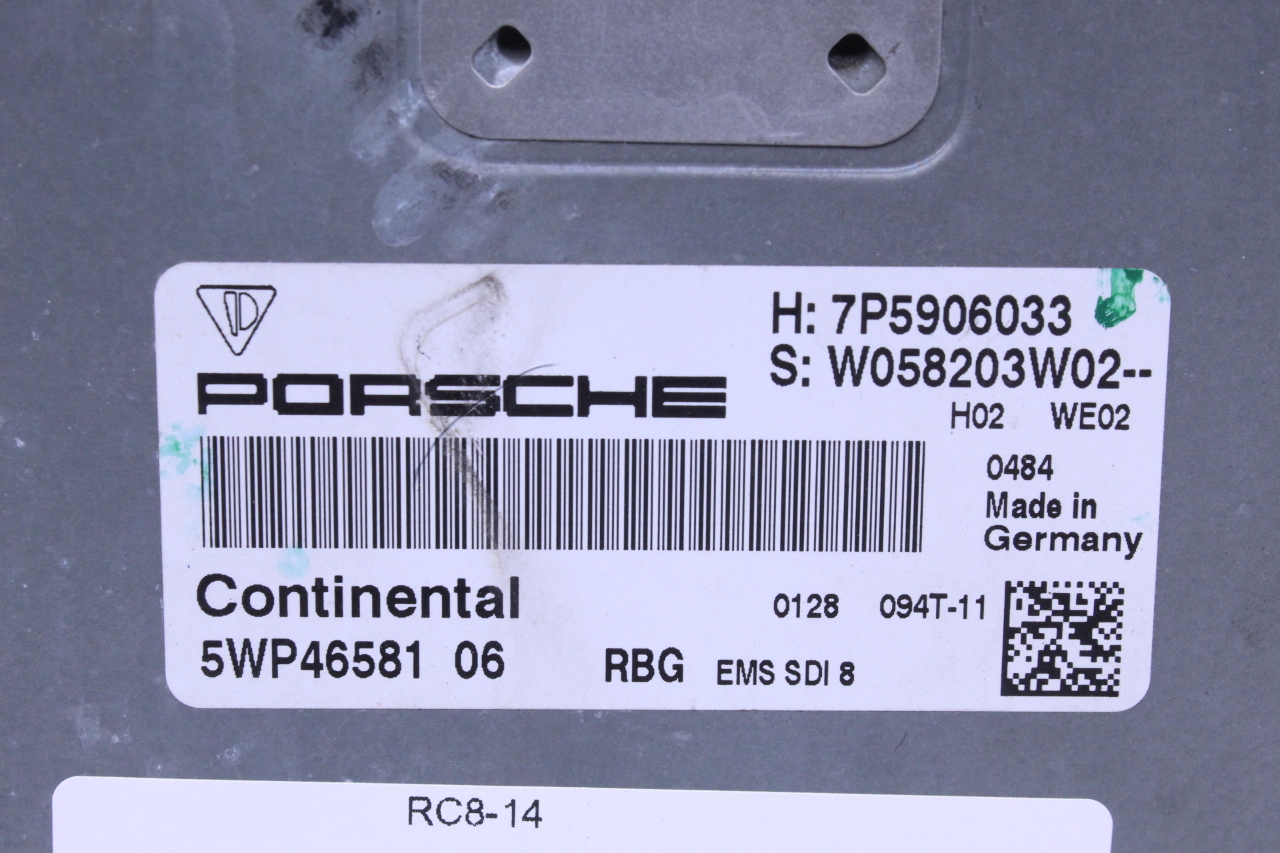 PORSCHE
H: 7P5906033
S: W058203W02--
H02 WE02
0484
Made in
Germany
Continental
0128 094T-11
5WP46581 06 RBG EMS SDI 8
RC8-14